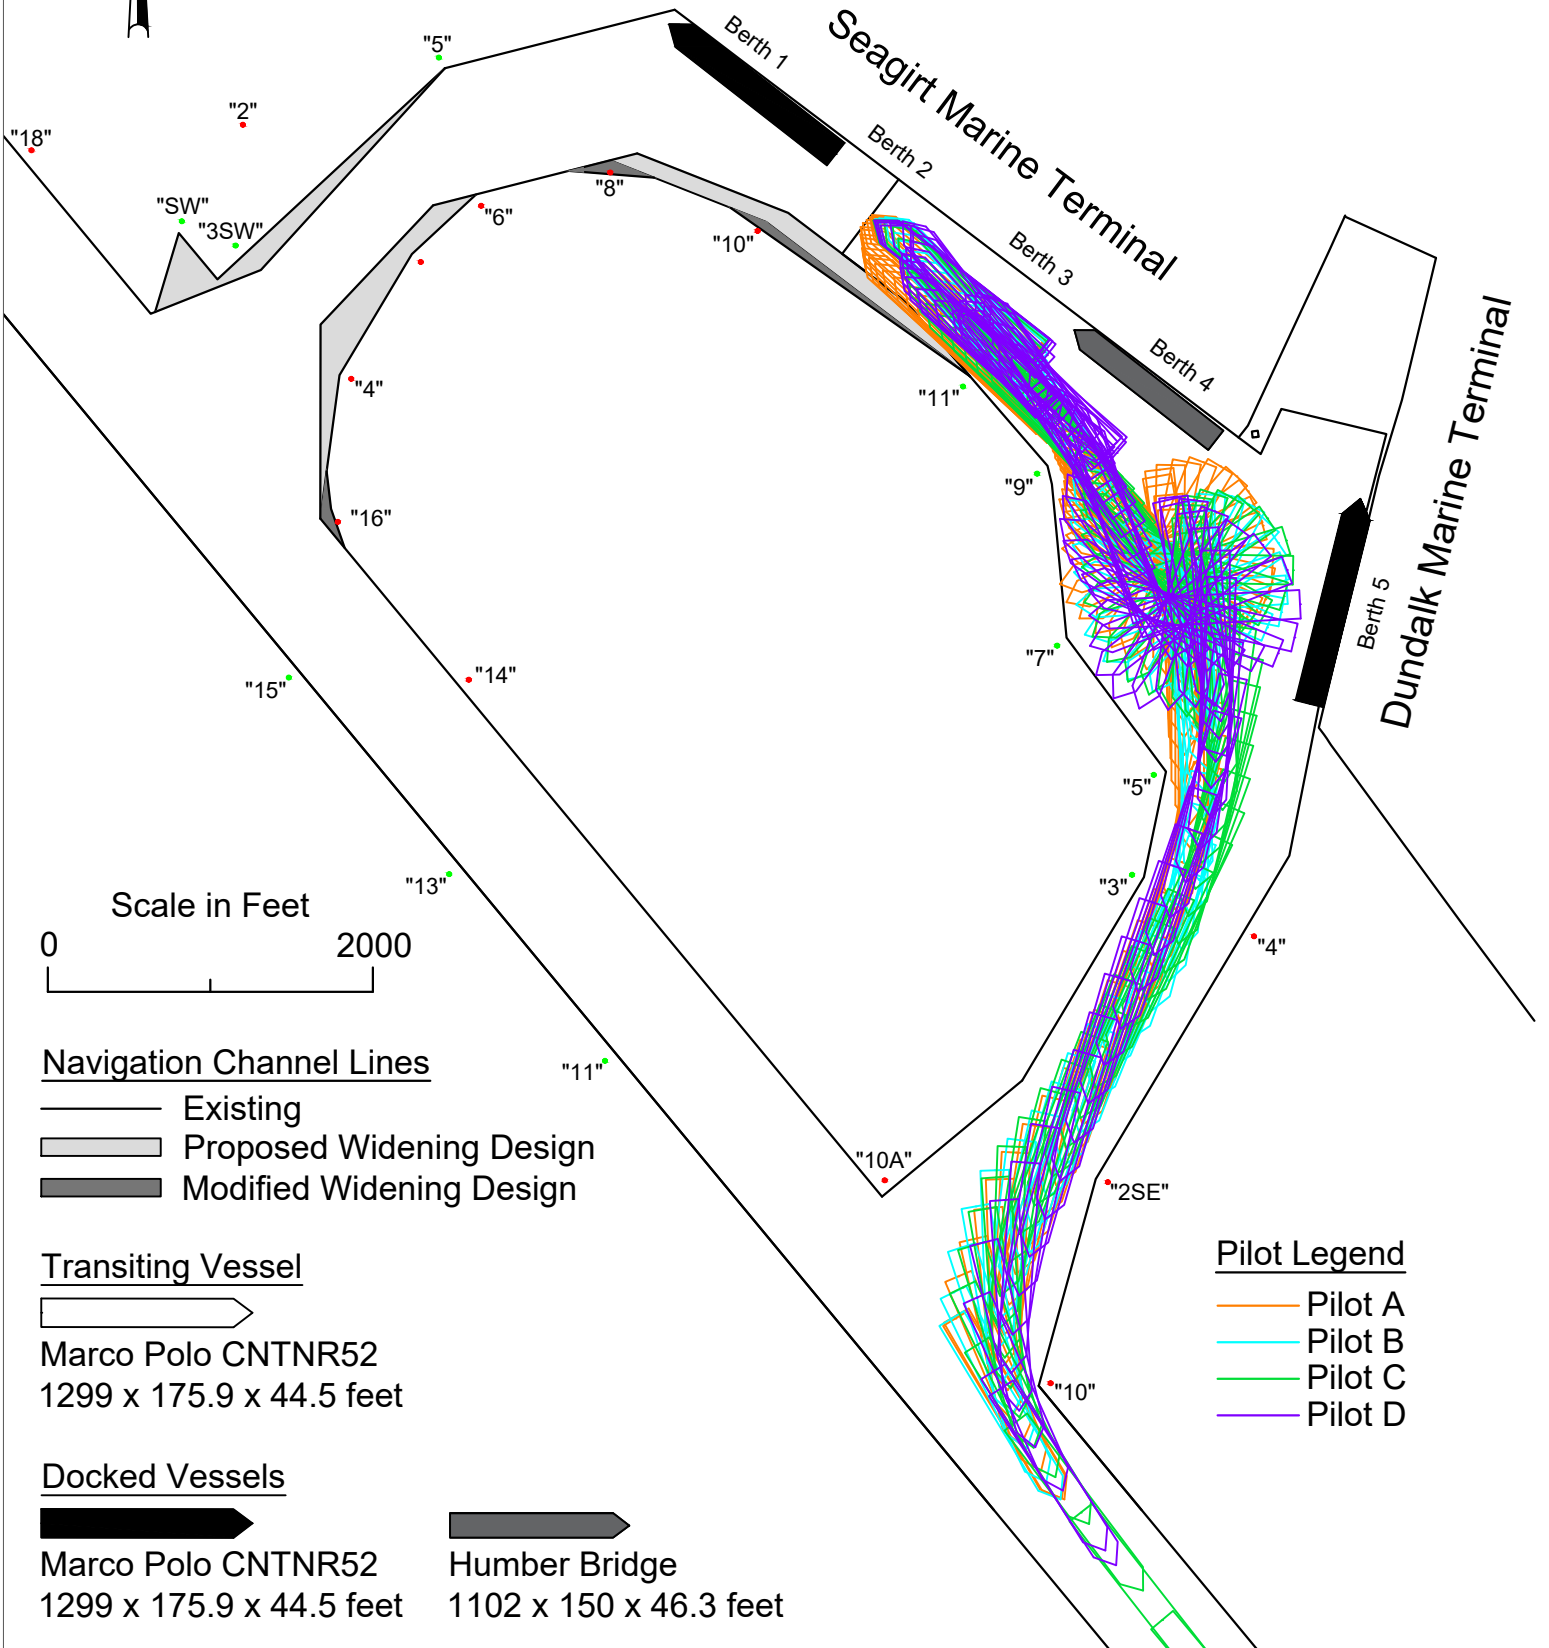 "5"
Berth 1
Seagirt Marine Terminal
"2"
"18"
Berth 2
"8"
"SW"
"6"
"3SW"
"10"
Berth 3
Berth 4
"4"
"11"
Dundalk Marine Terminal
"9"
"16"
Berth 5
"7"
"14"
"15"
"5"
"3"
"13"
Scale in Feet
0 2000
"4"
Navigation Channel Lines
"11"
Existing
Proposed Widening Design
Modified Widening Design
"10A"
"2SE"
Transiting Vessel
Marco Polo CNTNR52
1299 x 175.9 x 44.5 feet
Pilot Legend
Pilot A
Pilot B
Pilot C
Pilot D
"10"
Docked Vessels
Marco Polo CNTNR52
1299 x 175.9 x 44.5 feet
Humber Bridge
1102 x 150 x 46.3 feet